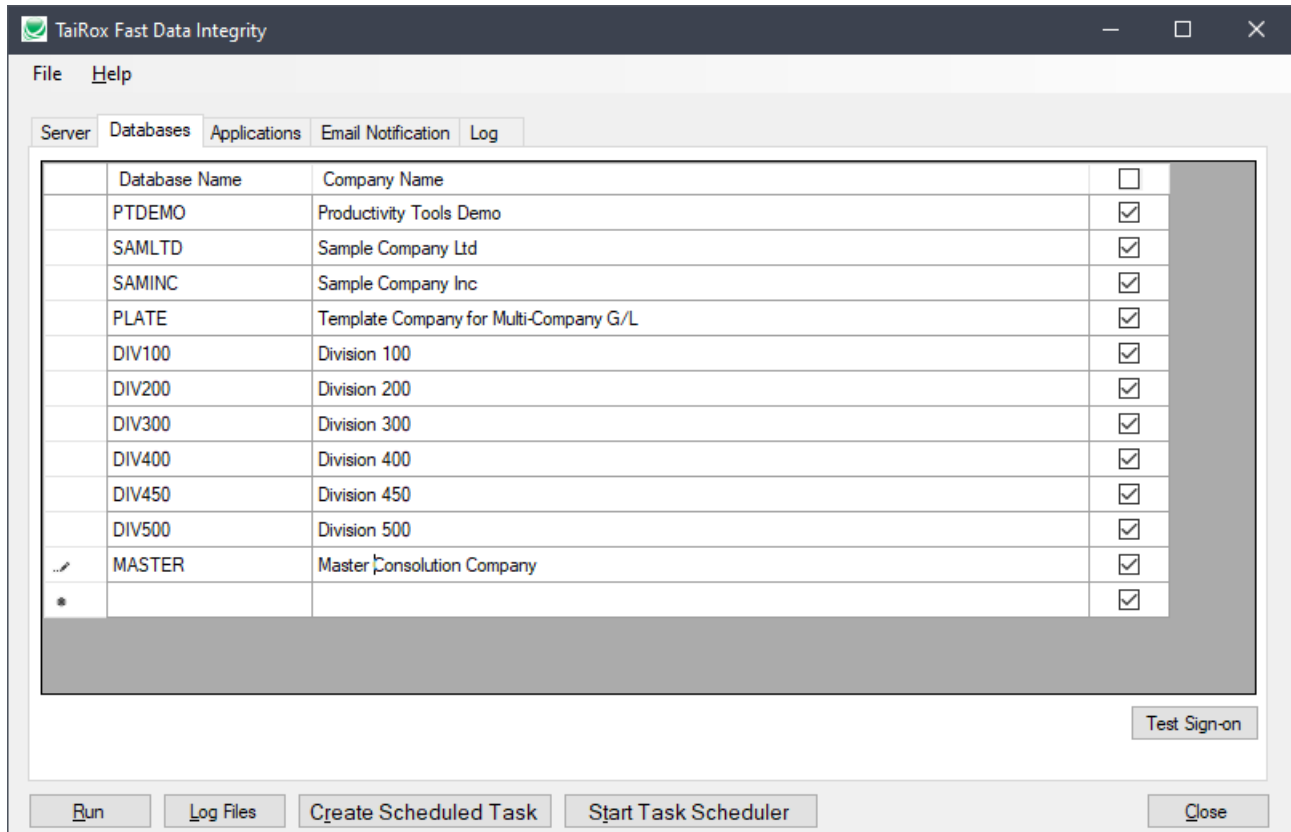 TaiRox Fast Data Integrity
File Help
Server Databases Applications Email Notification Log
Database Name Company Name
PTDEMO Productivity Tools Demo
SAMLTD Sample Company Ltd
SAMINC Sample Company Inc
PLATE Template Company for Multi-Company G/L
DIV100 Division 100
DIV200 Division 200
DIV300 Division 300
DIV400 Division 400
DIV450 Division 450
DIV500 Division 500
MASTER Master Consolution Company
Test Sign-on
Run Log Files Create Scheduled Task Start Task Scheduler Close